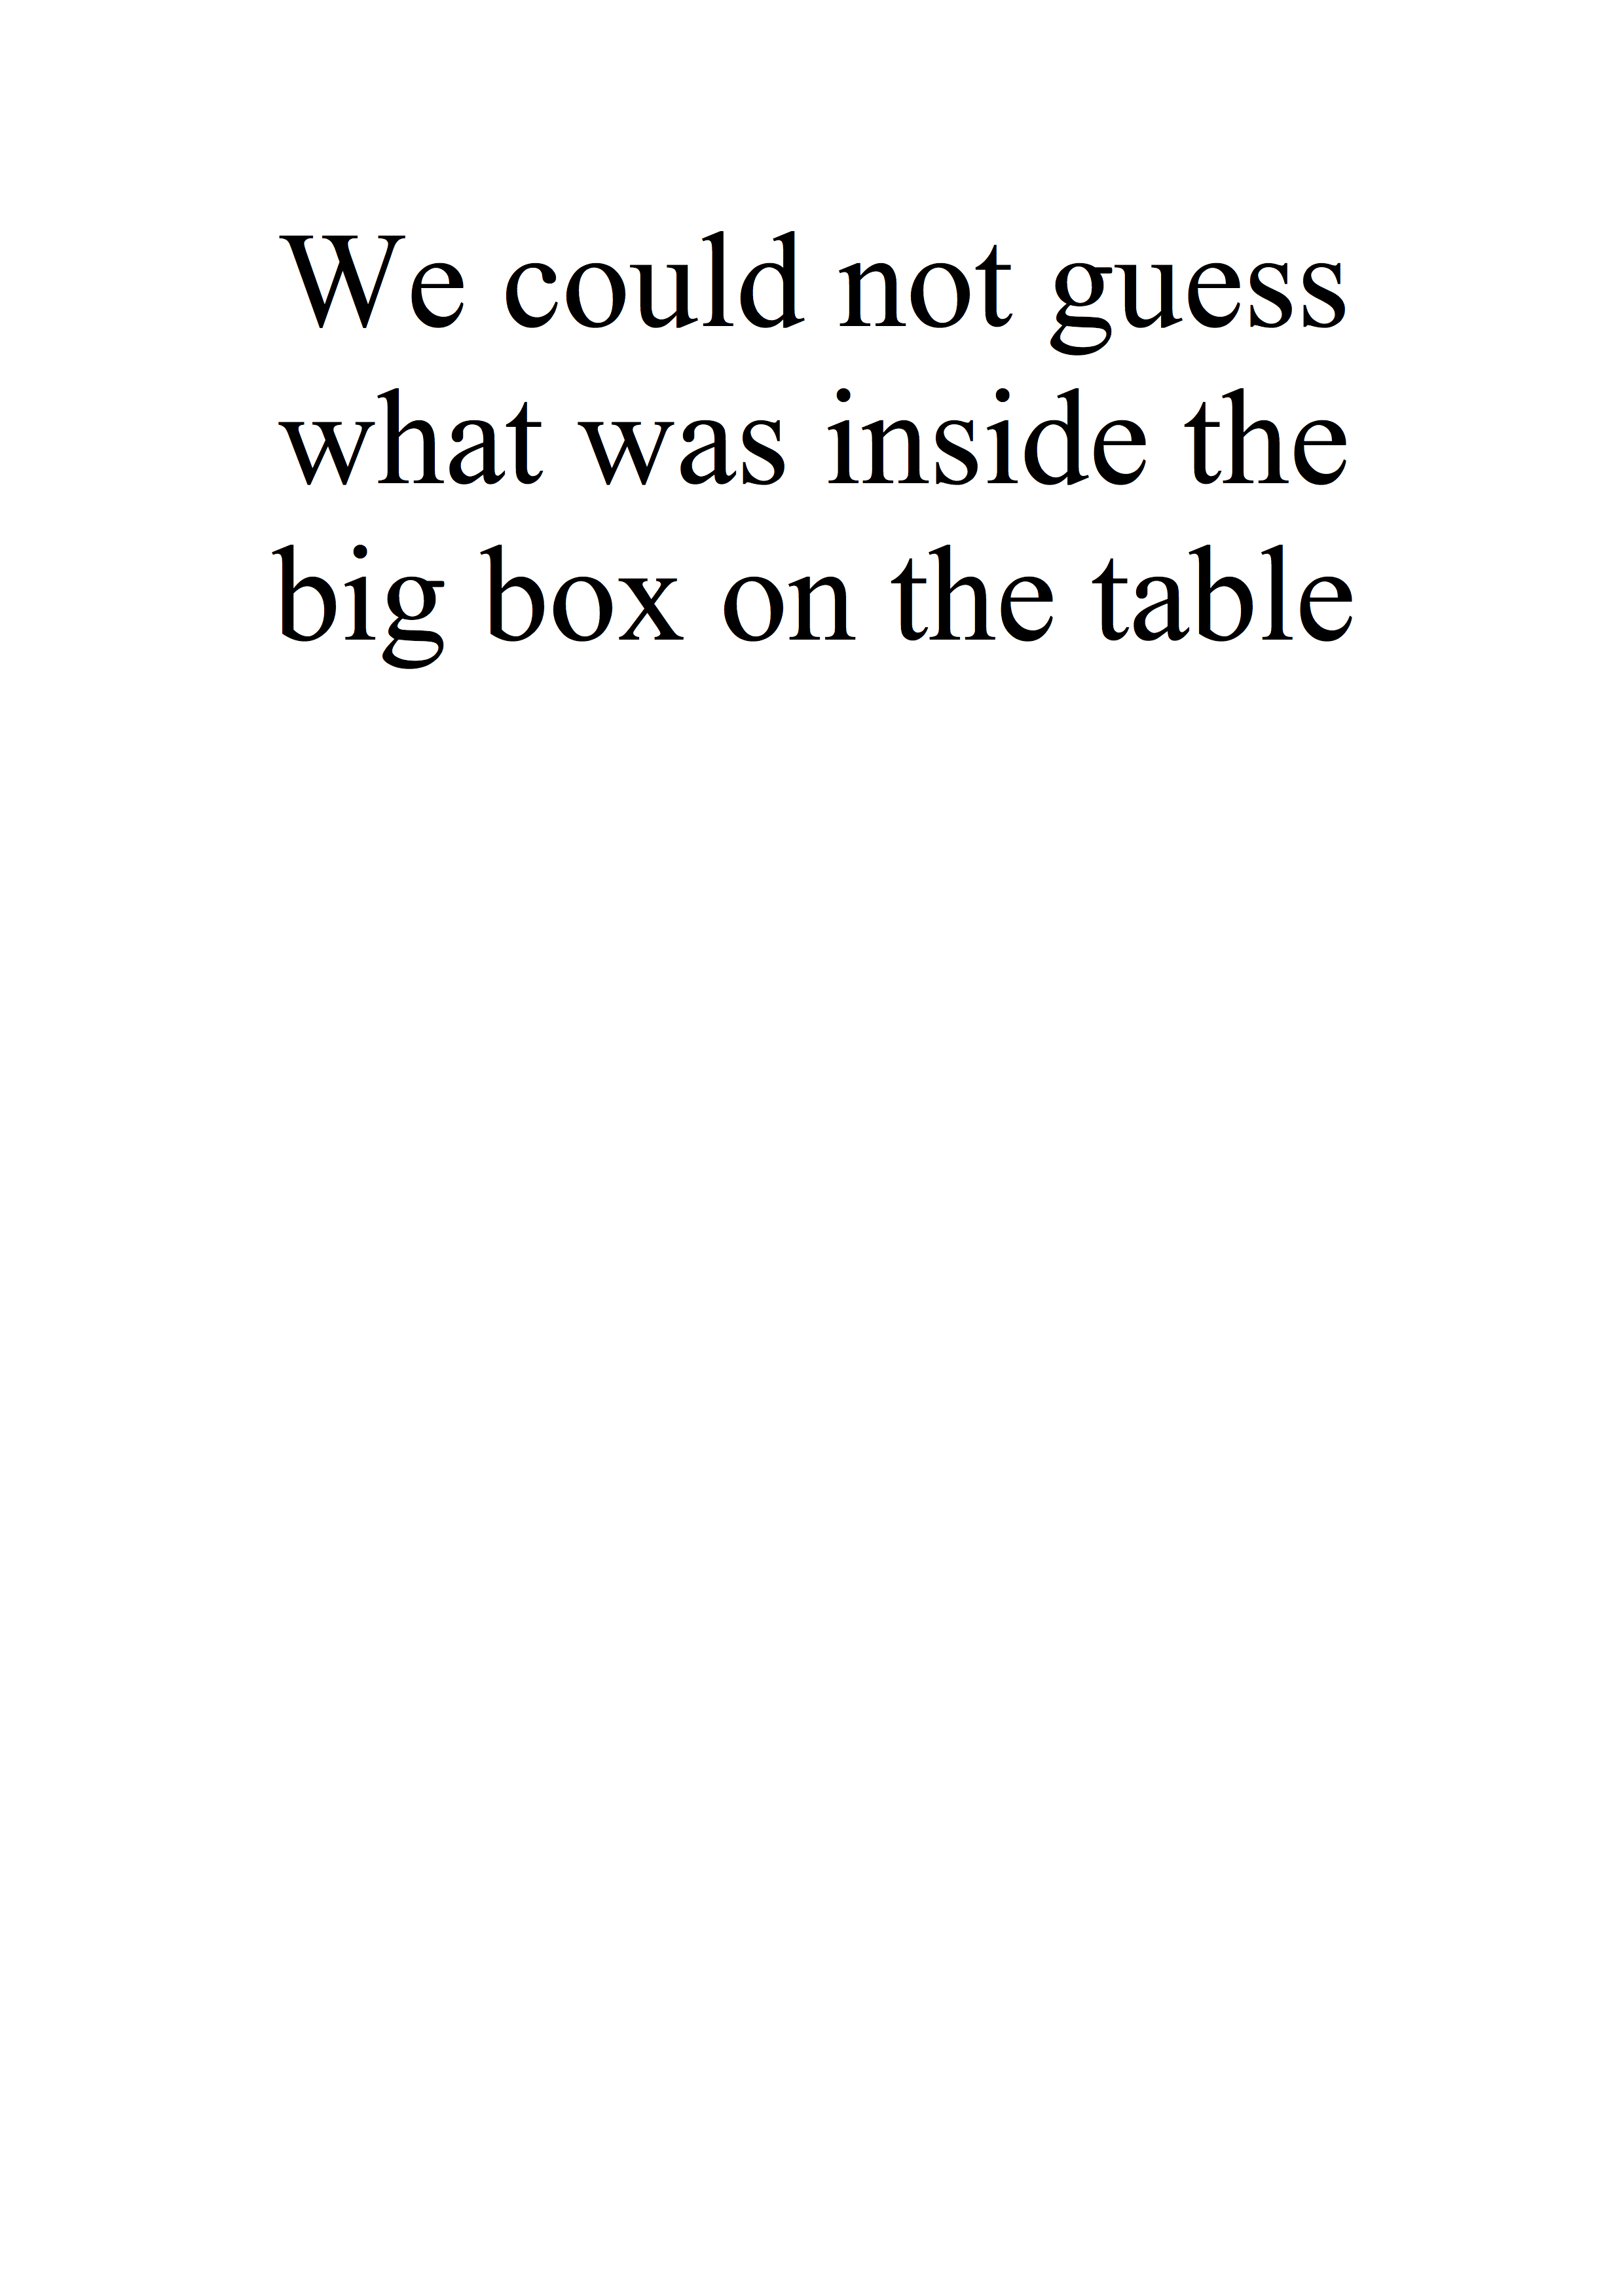 We could not guess
what was inside the
big box on the table